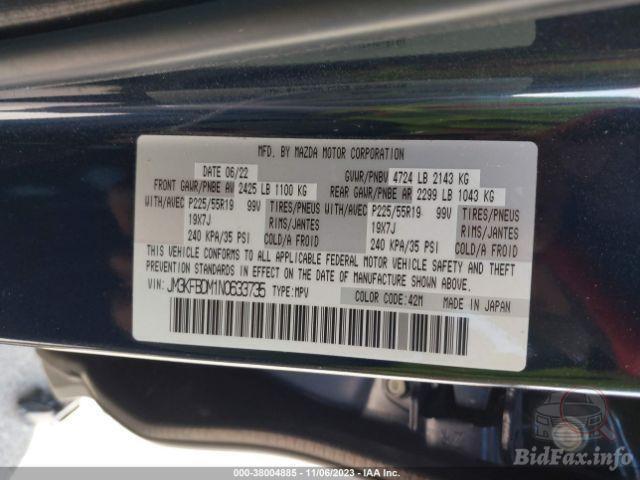 MFD. BY MAZDA MOTOR CORPORATION
DATE 06/22 GVWR/PNBV 4724 LB 2143 KG
FRONT GAWR/PNBE AV 2425 LB 1100 KG REAR GAWR/PNBE AR 2299 LB 1043 KG
WITH/AVEC P225/55R19 99V TIRES/PNEUS WITH/AVEC P225/55R19 99V TIRES/PNEUS
19X7J RIMS/JANTES 19X7J RIMS/JANTES
240 KPA/35 PSI COLD/A FROID 240 KPA/35 PSI COLD/A FROID
THIS VEHICLE CONFORMS TO ALL APPLICABLE FEDERAL MOTOR VEHICLE SAFETY AND THEFT
PREVENTION STANDARDS IN EFFECT ON THE DATE OF MANUFACTURE SHOWN ABOVE.
VIN: JM3KFBDM1N0633735 TYPE:MPV COLOR CODE:42M MADE IN JAPAN
BidFax.info
000-38004885 - 11/06/2023 - IAA Inc.